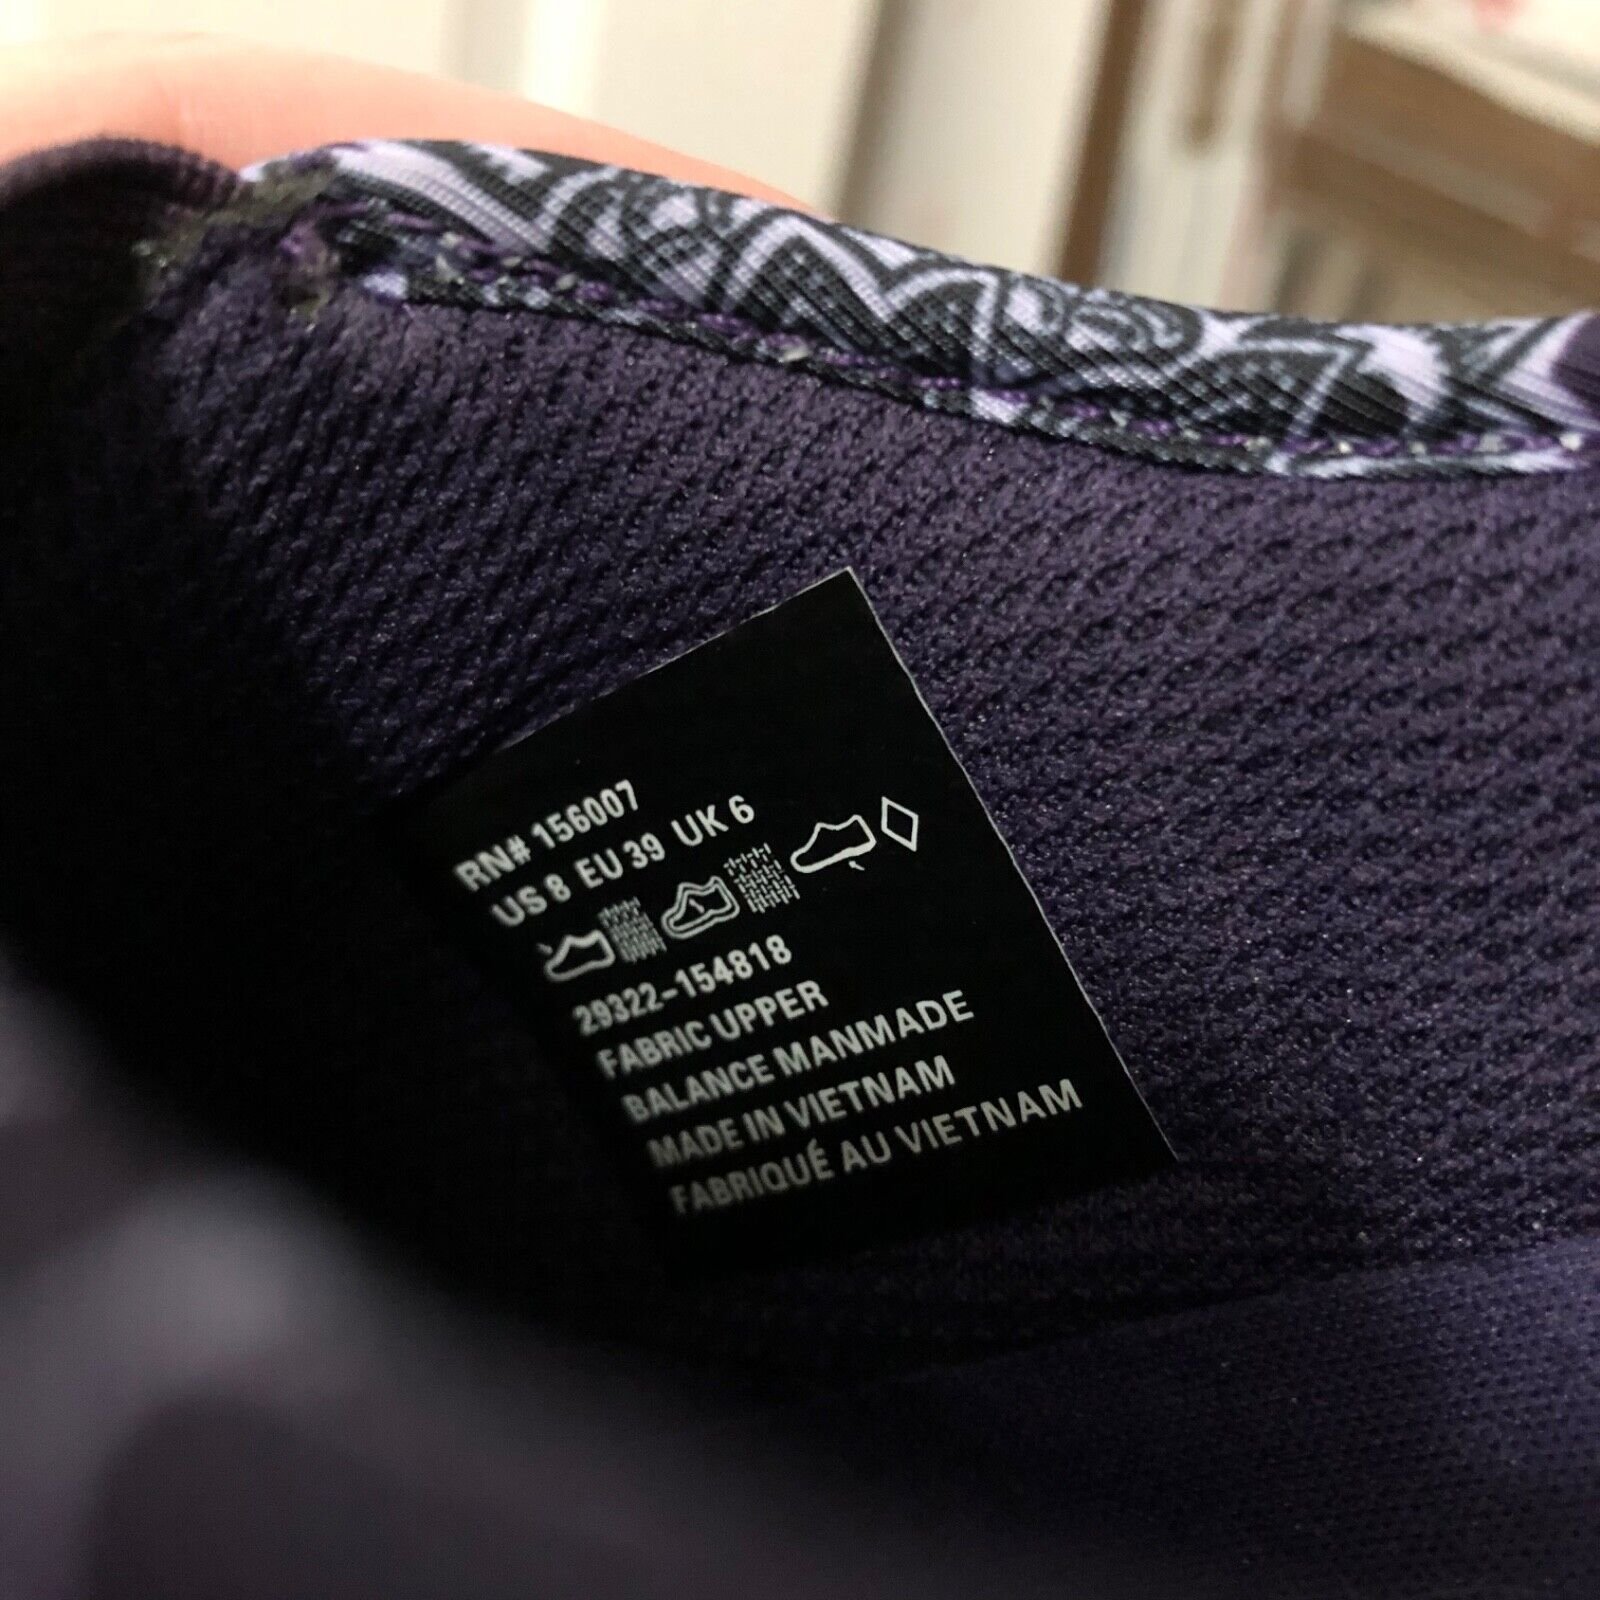 RN# 156007
US 8 EU 39 UK 6
29322-154818
FABRIC UPPER
BALANCE MANMADE
MADE IN VIETNAM
FABRIQUÉ AU VIETNAM